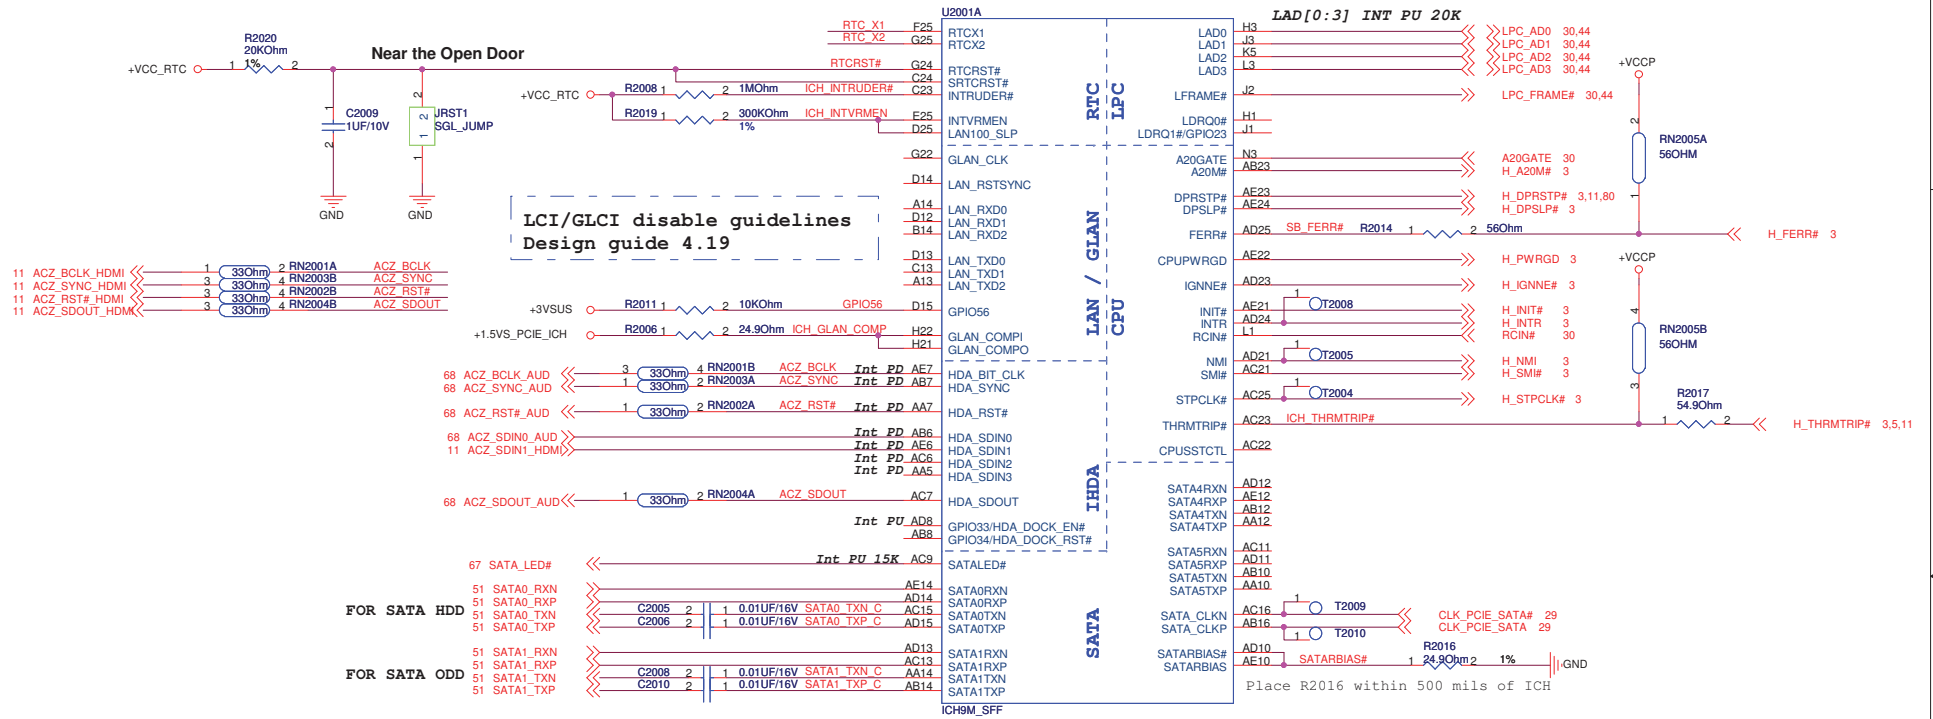 U2001A
LAD[0:3] INT PU 20K
R2020
20KOhm
1%
+VCC_RTC 1 2
Near the Open Door
C2009
1UF/10V
1
2
JRST1
SGL_JUMP
2
2
1
1
GND
GND
RTC_X1 F25 RTCX1
RTC_X2 G25 RTCX2
RTCRST# G24 RTCRST#
C24 SRTCRST#
+VCC_RTC R2008 1 2 1MOhm ICH_INTRUDER# C23 INTRUDER#
R2019 1 2 300KOhm ICH_INTVRMEN E25 INTVRMEN
1%
D25 LAN100_SLP
G22 GLAN_CLK
D14 LAN_RSTSYNC
A14 LAN_RXD0
D12 LAN_RXD1
B14 LAN_RXD2
D13 LAN_TXD0
C13 LAN_TXD1
A13 LAN_TXD2
LCI/GLCI disable guidelines
Design guide 4.19
11 ACZ_BCLK_HDMI 1 33Ohm 2 RN2001A ACZ_BCLK
11 ACZ_SYNC_HDMI 3 33Ohm 4 RN2003B ACZ_SYNC
11 ACZ_RST#_HDMI 3 33Ohm 4 RN2002B ACZ_RST#
11 ACZ_SDOUT_HDMI 3 33Ohm 4 RN2004B ACZ_SDOUT
+3VSUS R2011 1 2 10KOhm GPIO56 D15 GPIO56
+1.5VS_PCIE_ICH R2006 1 2 24.9Ohm ICH_GLAN_COMP H22 GLAN_COMPI
H21 GLAN_COMPO
68 ACZ_BCLK_AUD 3 33Ohm 4 RN2001B ACZ_BCLK Int PD AE7 HDA_BIT_CLK
68 ACZ_SYNC_AUD 1 33Ohm 2 RN2003A ACZ_SYNC Int PD AB7 HDA_SYNC
68 ACZ_RST#_AUD 1 33Ohm 2 RN2002A ACZ_RST# Int PD AA7 HDA_RST#
68 ACZ_SDIN0_AUD Int PD AB6 HDA_SDIN0
11 ACZ_SDIN1_HDMI Int PD AE6 HDA_SDIN1
Int PD AC6 HDA_SDIN2
Int PD AA5 HDA_SDIN3
68 ACZ_SDOUT_AUD 1 33Ohm 2 RN2004A ACZ_SDOUT AC7 HDA_SDOUT
Int PU AD8 GPIO33/HDA_DOCK_EN#
AB8 GPIO34/HDA_DOCK_RST#
67 SATA_LED# Int PU 15K AC9 SATALED#
51 SATA0_RXN AE14 SATA0RXN
51 SATA0_RXP AD14 SATA0RXP
FOR SATA HDD
51 SATA0_TXN C2005 2 1 0.01UF/16V SATA0_TXN_C AC15 SATA0TXN
51 SATA0_TXP C2006 2 1 0.01UF/16V SATA0_TXP_C AD15 SATA0TXP
51 SATA1_RXN AD13 SATA1RXN
51 SATA1_RXP AC13 SATA1RXP
FOR SATA ODD
51 SATA1_TXN C2008 2 1 0.01UF/16V SATA1_TXN_C AA14 SATA1TXN
51 SATA1_TXP C2010 2 1 0.01UF/16V SATA1_TXP_C AB14 SATA1TXP
RTC
LPC
LAN / GLAN
CPU
IHDA
SATA
LAD0 H3 LPC_AD0 30,44
LAD1 J3 LPC_AD1 30,44
LAD2 K5 LPC_AD2 30,44
LAD3 L3 LPC_AD3 30,44
LFRAME# J2 LPC_FRAME# 30,44
LDRQ0# H1
LDRQ1#/GPIO23 J1
A20GATE N3 A20GATE 30
A20M# AB23 H_A20M# 3
DPRSTP# AE23 H_DPRSTP# 3,11,80
DPSLP# AE24 H_DPSLP# 3
FERR# AD25 SB_FERR# R2014 1 2 56Ohm H_FERR# 3
+VCCP
2
RN2005A
56OHM
1
CPUPWRGD AE22 H_PWRGD 3
IGNNE# AD23 H_IGNNE# 3
INIT# AE21 1 T2008 H_INIT# 3
INTR AD24 H_INTR 3
RCIN# L1 RCIN# 30
NMI AD21 1 T2005 H_NMI 3
SMI# AC21 H_SMI# 3
STPCLK# AC25 1 T2004 H_STPCLK# 3
+VCCP
4
RN2005B
56OHM
3
R2017
54.9Ohm
THRMTRIP# AC23 ICH_THRMTRIP# 1 2 H_THRMTRIP# 3,5,11
CPUSSTCTL AC22
SATA4RXN AD12
SATA4RXP AE12
SATA4TXN AB12
SATA4TXP AA12
SATA5RXN AC11
SATA5RXP AD11
SATA5TXN AB10
SATA5TXP AA10
SATA_CLKN AC16 1 T2009 CLK_PCIE_SATA# 29
SATA_CLKP AB16 1 T2010 CLK_PCIE_SATA 29
SATARBIAS# AD10
R2016
SATARBIAS AE10 SATARBIAS# 1 24.9Ohm 2 1% GND
Place R2016 within 500 mils of ICH
ICH9M_SFF